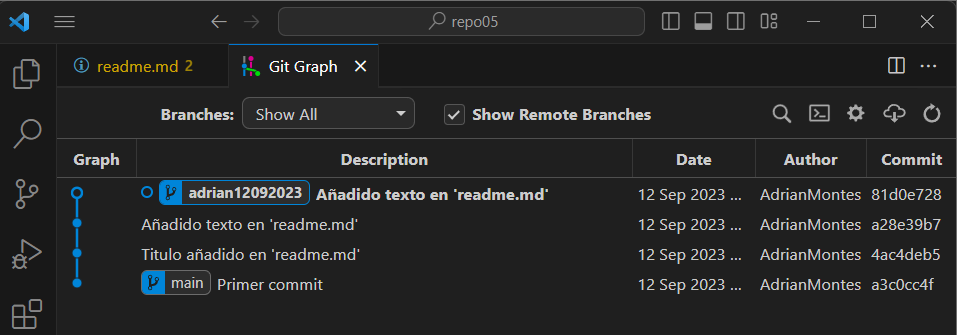 repo05
readme.md 2 Git Graph
Branches: Show All Show Remote Branches
Graph Description Date Author Commit
adrian12092023 Añadido texto en 'readme.md' 12 Sep 2023 ... AdrianMontes 81d0e728
Añadido texto en 'readme.md' 12 Sep 2023 ... AdrianMontes a28e39b7
Titulo añadido en 'readme.md' 12 Sep 2023 ... AdrianMontes 4ac4deb5
main Primer commit 12 Sep 2023 ... AdrianMontes a3c0cc4f